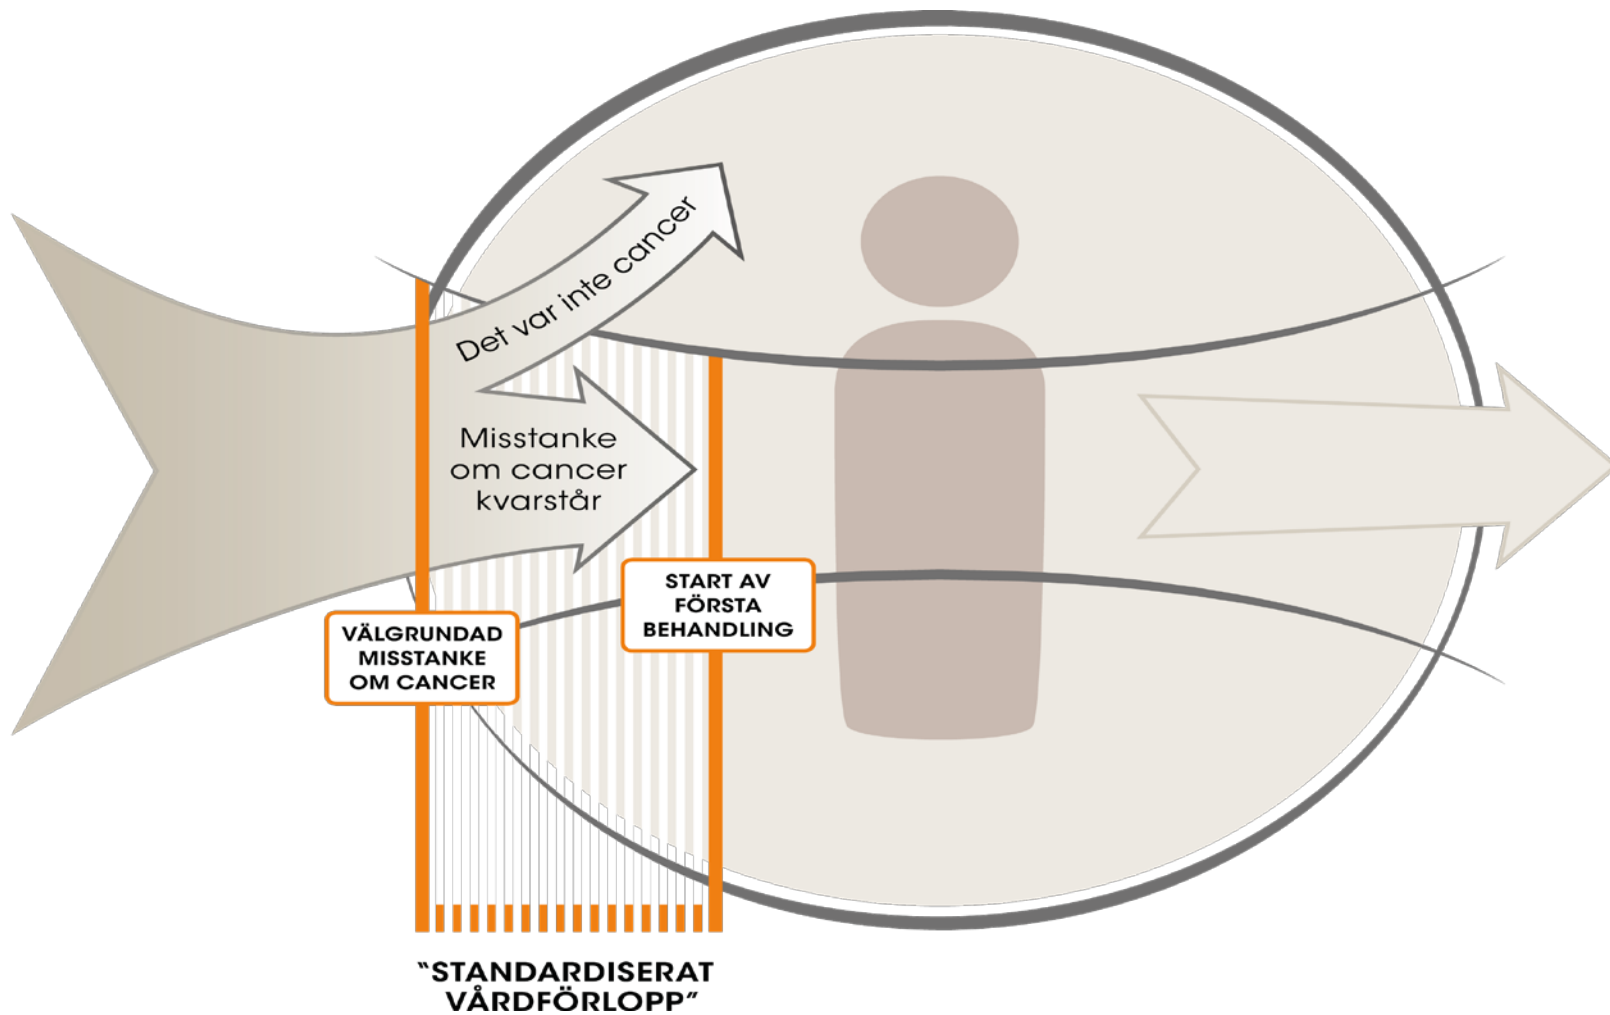 Det var inte cancer
Misstanke
om cancer
kvarstår
START AV
FÖRSTA
BEHANDLING
VÄLGRUNDAD
MISSTANKE
OM CANCER
"STANDARDISERAT
VÅRDFÖRLOPP"